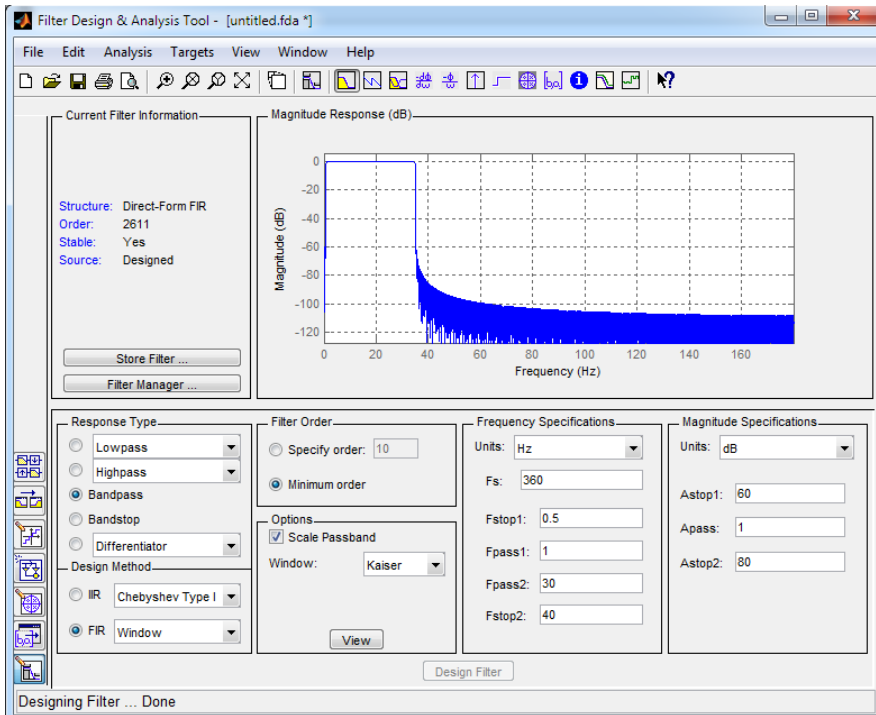 Filter Design & Analysis Tool - [untitled.fda *]
File Edit Analysis Targets View Window Help
Current Filter Information
Structure: Direct-Form FIR
Order: 2611
Stable: Yes
Source: Designed
Store Filter ...
Filter Manager ...
Magnitude Response (dB)
0
-20
-40
-60
-80
-100
-120
Magnitude (dB)
0 20 40 60 80 100 120 140 160
Frequency (Hz)
Response Type
Lowpass
Highpass
Bandpass
Bandstop
Differentiator
Design Method
IIR Chebyshev Type I
FIR Window
Filter Order
Specify order: 10
Minimum order
Options
Scale Passband
Window: Kaiser
View
Frequency Specifications
Units: Hz
Fs: 360
Fstop1: 0.5
Fpass1: 1
Fpass2: 30
Fstop2: 40
Magnitude Specifications
Units: dB
Astop1: 60
Apass: 1
Astop2: 80
Design Filter
Designing Filter ... Done